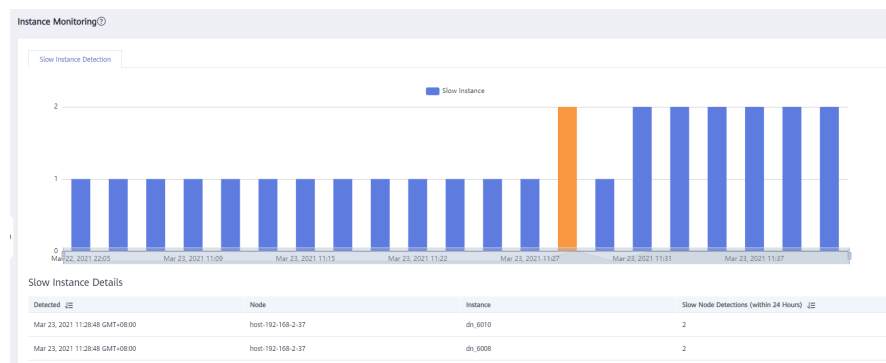 Instance Monitoring?
Slow Instance Detection
Slow Instance
2
1
0
Mar 22, 2021 22:05 Mar 23, 2021 11:09 Mar 23, 2021 11:15 Mar 23, 2021 11:22 Mar 23, 2021 11:27 Mar 23, 2021 11:31 Mar 23, 2021 11:37
Slow Instance Details
Detected Node Instance Slow Node Detections (within 24 Hours)
Mar 23, 2021 11:28:48 GMT+08:00 host-192-168-2-37 dn_6010 2
Mar 23, 2021 11:28:48 GMT+08:00 host-192-168-2-37 dn_6008 2